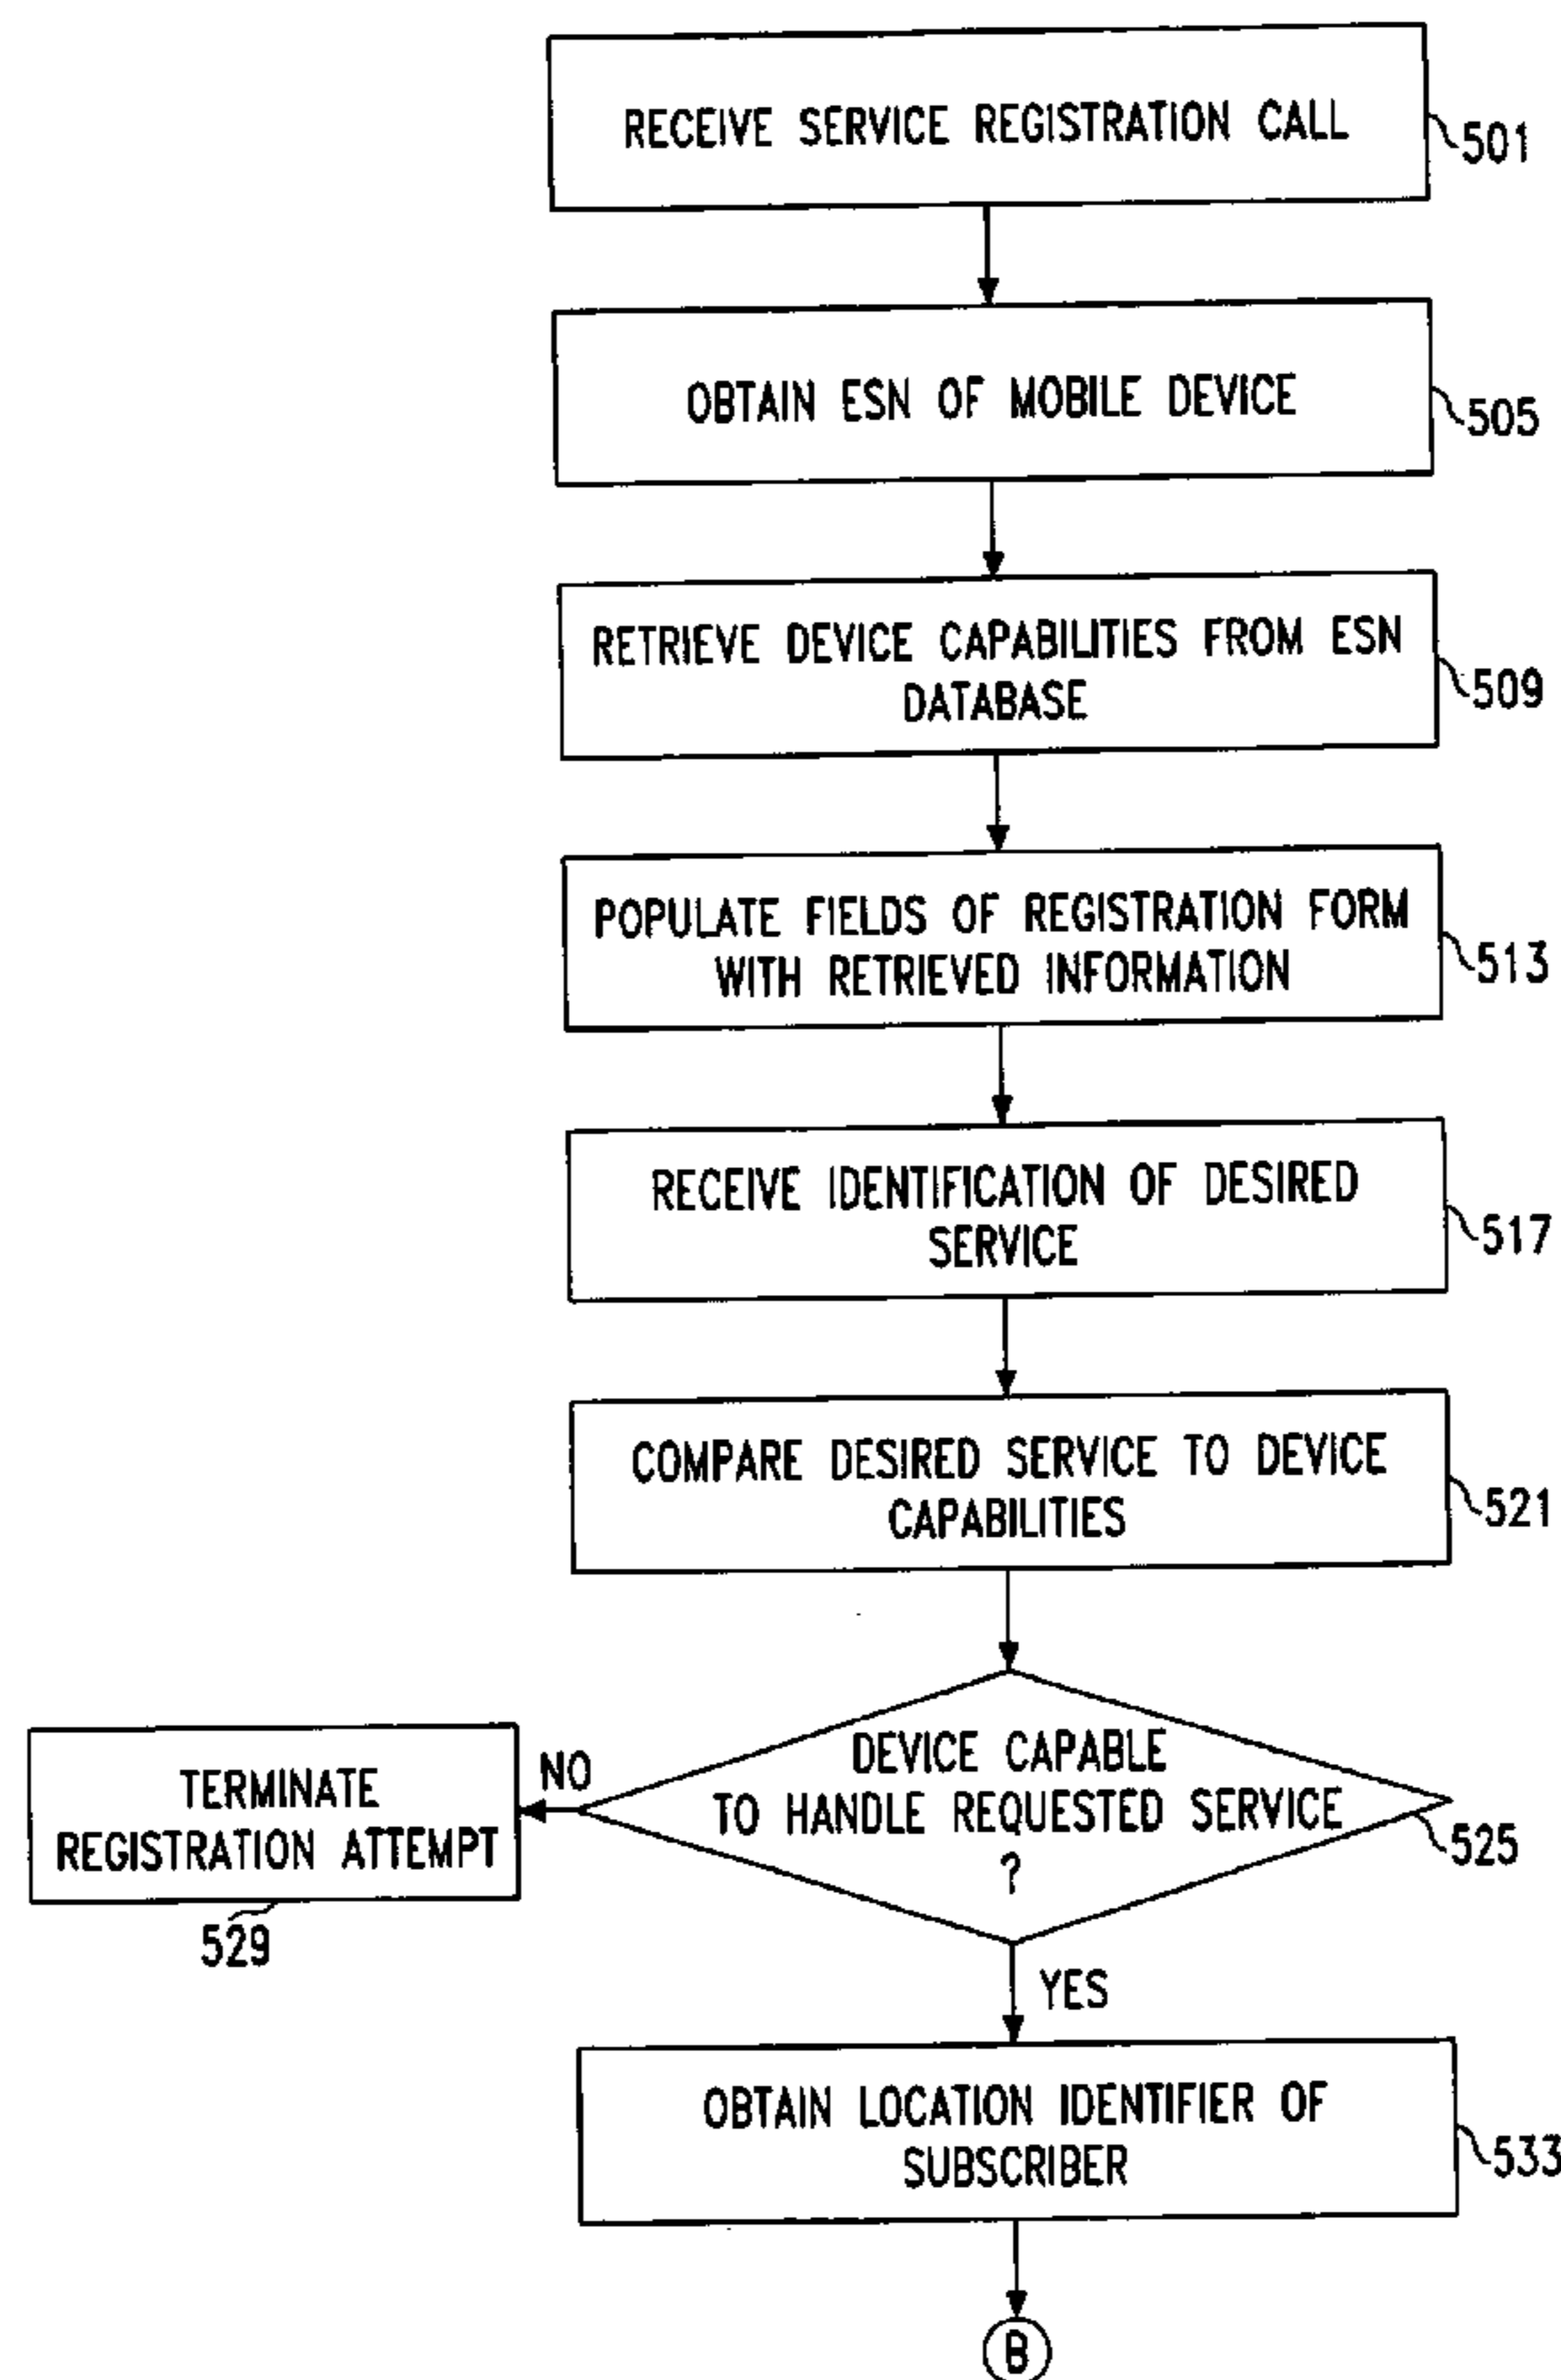 RECEIVE SERVICE REGISTRATION CALL
501
OBTAIN ESN OF MOBILE DEVICE
505
RETRIEVE DEVICE CAPABILITIES FROM ESN
DATABASE
509
POPULATE FIELDS OF REGISTRATION FORM
WITH RETRIEVED INFORMATION
513
RECEIVE IDENTIFICATION OF DESIRED
SERVICE
517
COMPARE DESIRED SERVICE TO DEVICE
CAPABILITIES
521
DEVICE CAPABLE
TO HANDLE REQUESTED SERVICE
?
525
NO
TERMINATE
REGISTRATION ATTEMPT
529
YES
OBTAIN LOCATION IDENTIFIER OF
SUBSCRIBER
533
B